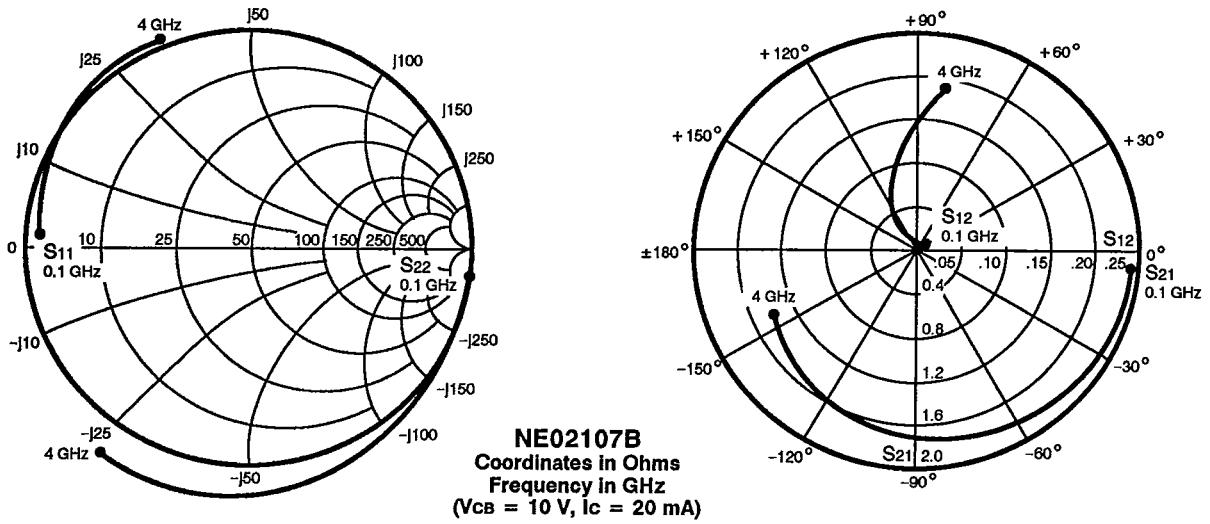 4 GHz
j50
j25
j100
j150
j10
j250
0
S11
0.1 GHz
10
25
50
100
150
250
500
S22
0.1 GHz
-j10
-j250
-j150
-j25
-j100
4 GHz
-j50
+90°
+120°
+60°
4 GHz
+150°
+30°
S12
0.1 GHz
±180°
S12
0°
.05
.10
.15
.20
.25
S21
0.1 GHz
0.4
4 GHz
0.8
-150°
-30°
1.2
1.6
-120°
S21
2.0
-60°
-90°
NE02107B
Coordinates in Ohms
Frequency in GHz
(VCB = 10 V, IC = 20 mA)